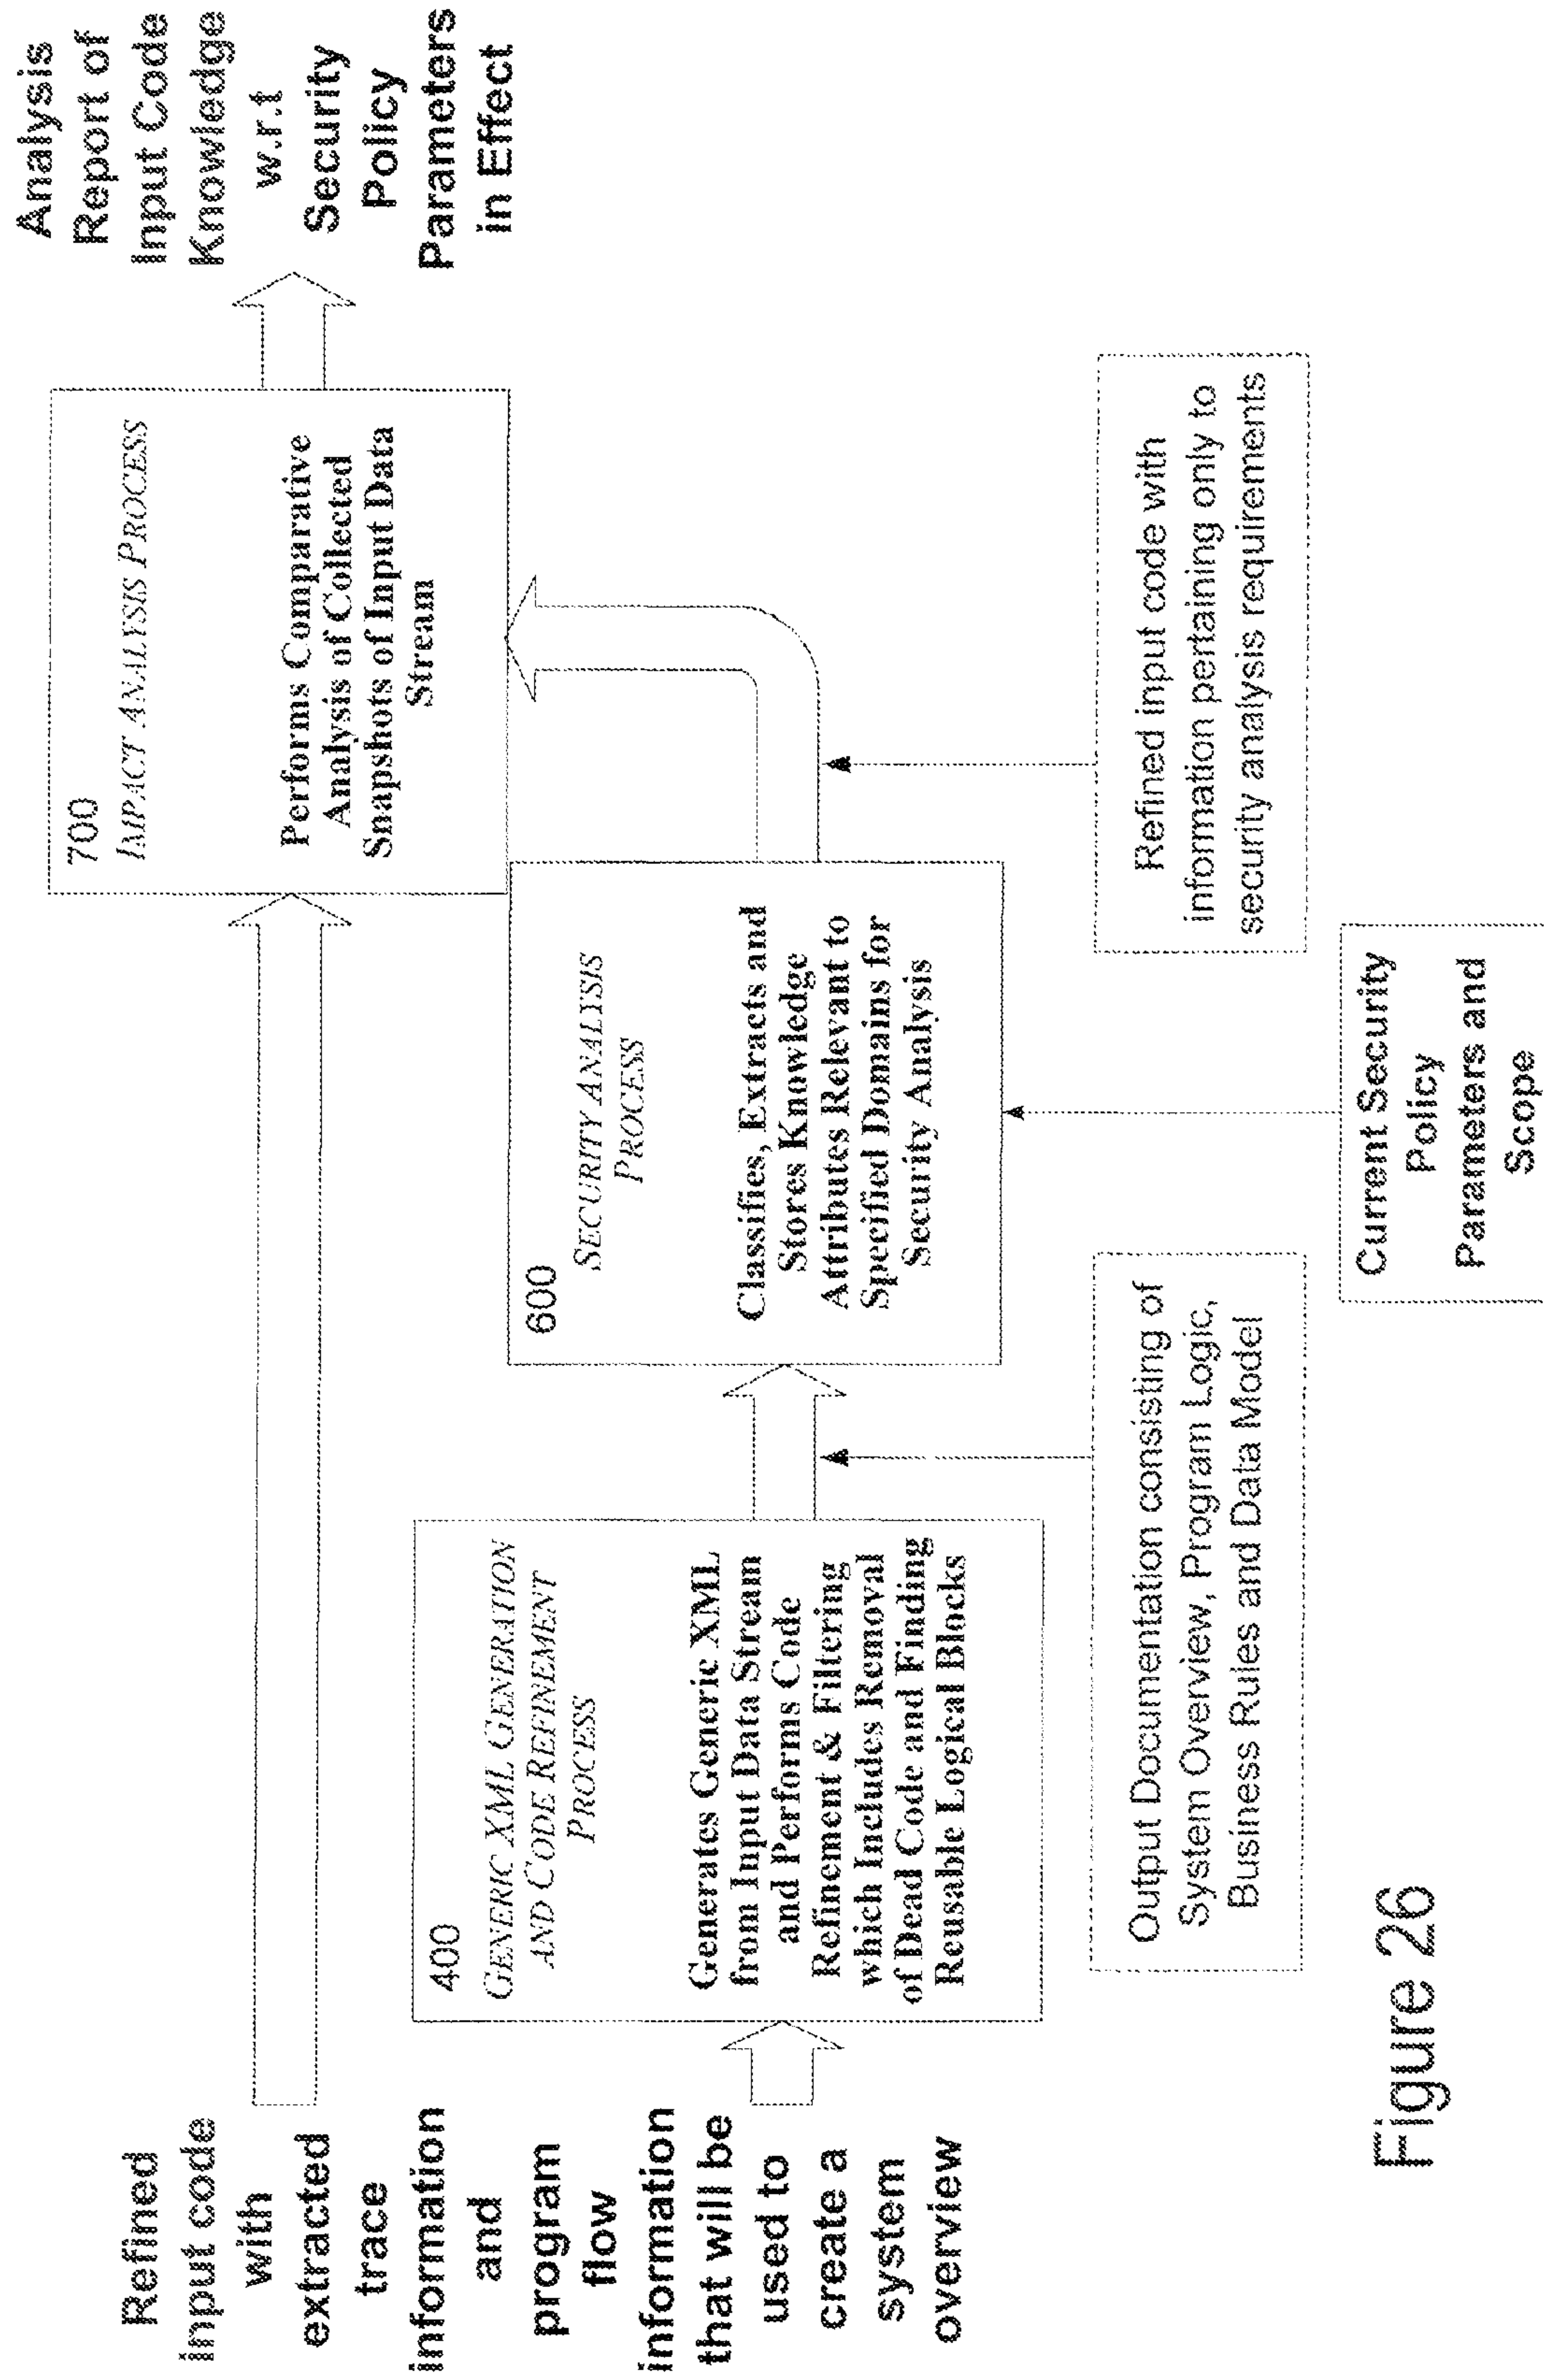 Refined
input code
with
extracted
trace
information
and
program
flow
information
that will be
used to
create a
system
overview
400
GENERIC XML GENERATION
AND CODE REFINEMENT
PROCESS
Generates Generic XML
from Input Data Stream
and Performs Code
Refinement & Filtering
which Includes Removal
of Dead Code and Finding
Reusable Logical Blocks
Output Documentation consisting of
System Overview, Program Logic,
Business Rules and Data Model
600
SECURITY ANALYSIS
PROCESS
Classifies, Extracts and
Stores Knowledge
Attributes Relevant to
Specified Domains for
Security Analysis
Current Security
Policy
Parameters and
Scope
700
IMPACT ANALYSIS PROCESS
Performs Comparative
Analysis of Collected
Snapshots of Input Data
Stream
Refined input code with
information pertaining only to
security analysis requirements
Analysis
Report of
Input Code
Knowledge
w.r.t
Security
Policy
Parameters
in Effect
Figure 26